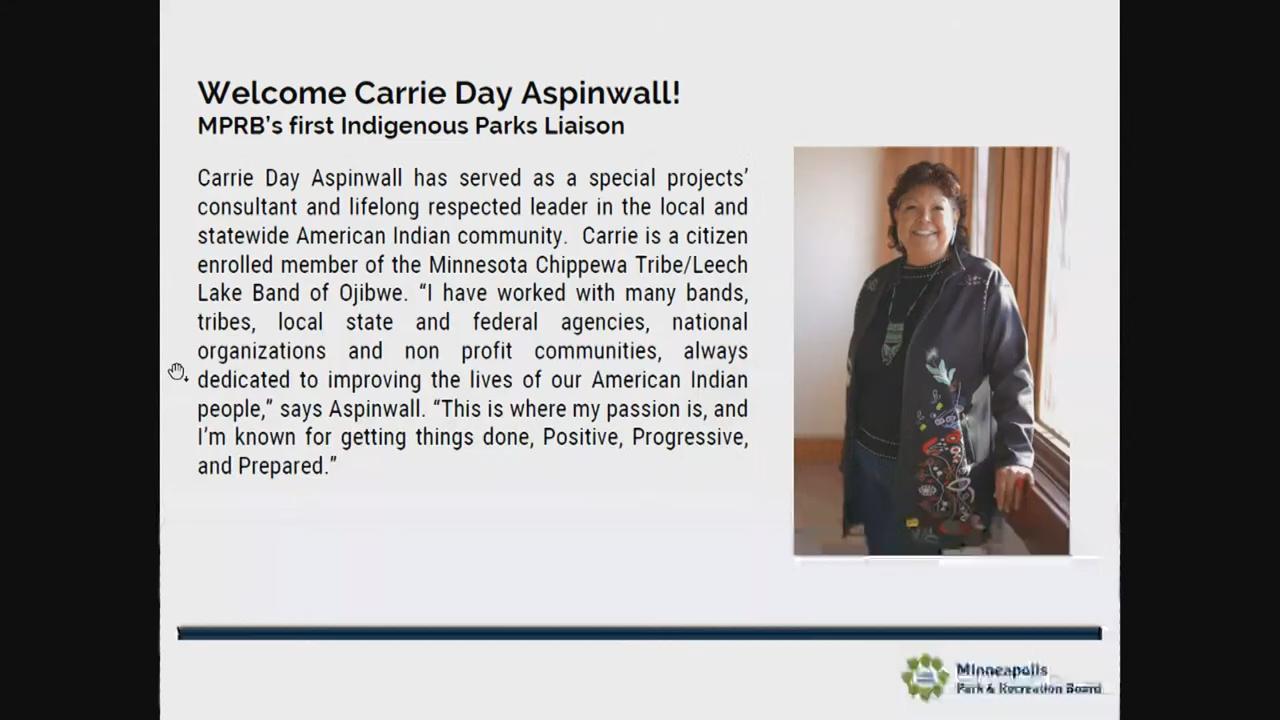 Welcome Carrie Day Aspinwall!
MPRB's first Indigenous Parks Liaison
Carrie Day Aspinwall has served as a special projects'
consultant and lifelong respected leader in the local and
statewide American Indian community.  Carrie is a citizen
enrolled member of the Minnesota Chippewa Tribe/Leech
Lake Band of Ojibwe. “I have worked with many bands,
tribes, local state and federal agencies, national
organizations and non profit communities, always
dedicated to improving the lives of our American Indian
people,” says Aspinwall. “This is where my passion is, and
I'm known for getting things done, Positive, Progressive,
and Prepared.”
Minneapolis
Park & Recreation Board